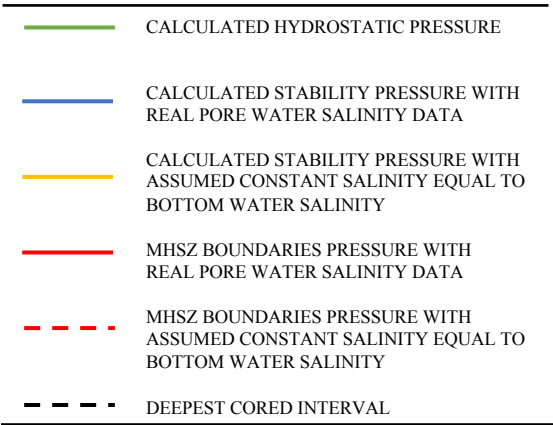 CALCULATED HYDROSTATIC PRESSURE
CALCULATED STABILITY PRESSURE WITH
REAL PORE WATER SALINITY DATA
CALCULATED STABILITY PRESSURE WITH
ASSUMED CONSTANT SALINITY EQUAL TO
BOTTOM WATER SALINITY
MHSZ BOUNDARIES PRESSURE WITH
REAL PORE WATER SALINITY DATA
MHSZ BOUNDARIES PRESSURE WITH
ASSUMED CONSTANT SALINITY EQUAL TO
BOTTOM WATER SALINITY
DEEPEST CORED INTERVAL